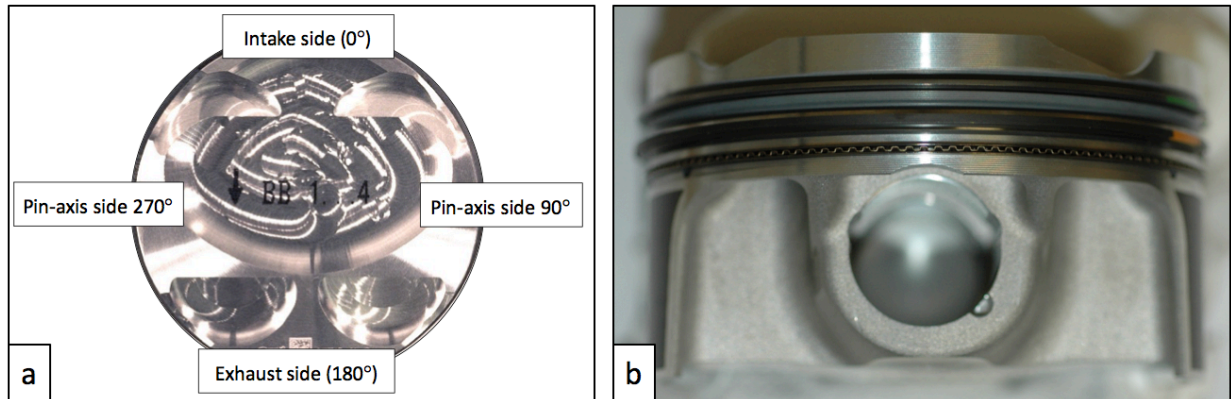 Intake side (0°)
Pin-axis side 270°
BB 1. .4
Pin-axis side 90°
Exhaust side (180°)
a
b